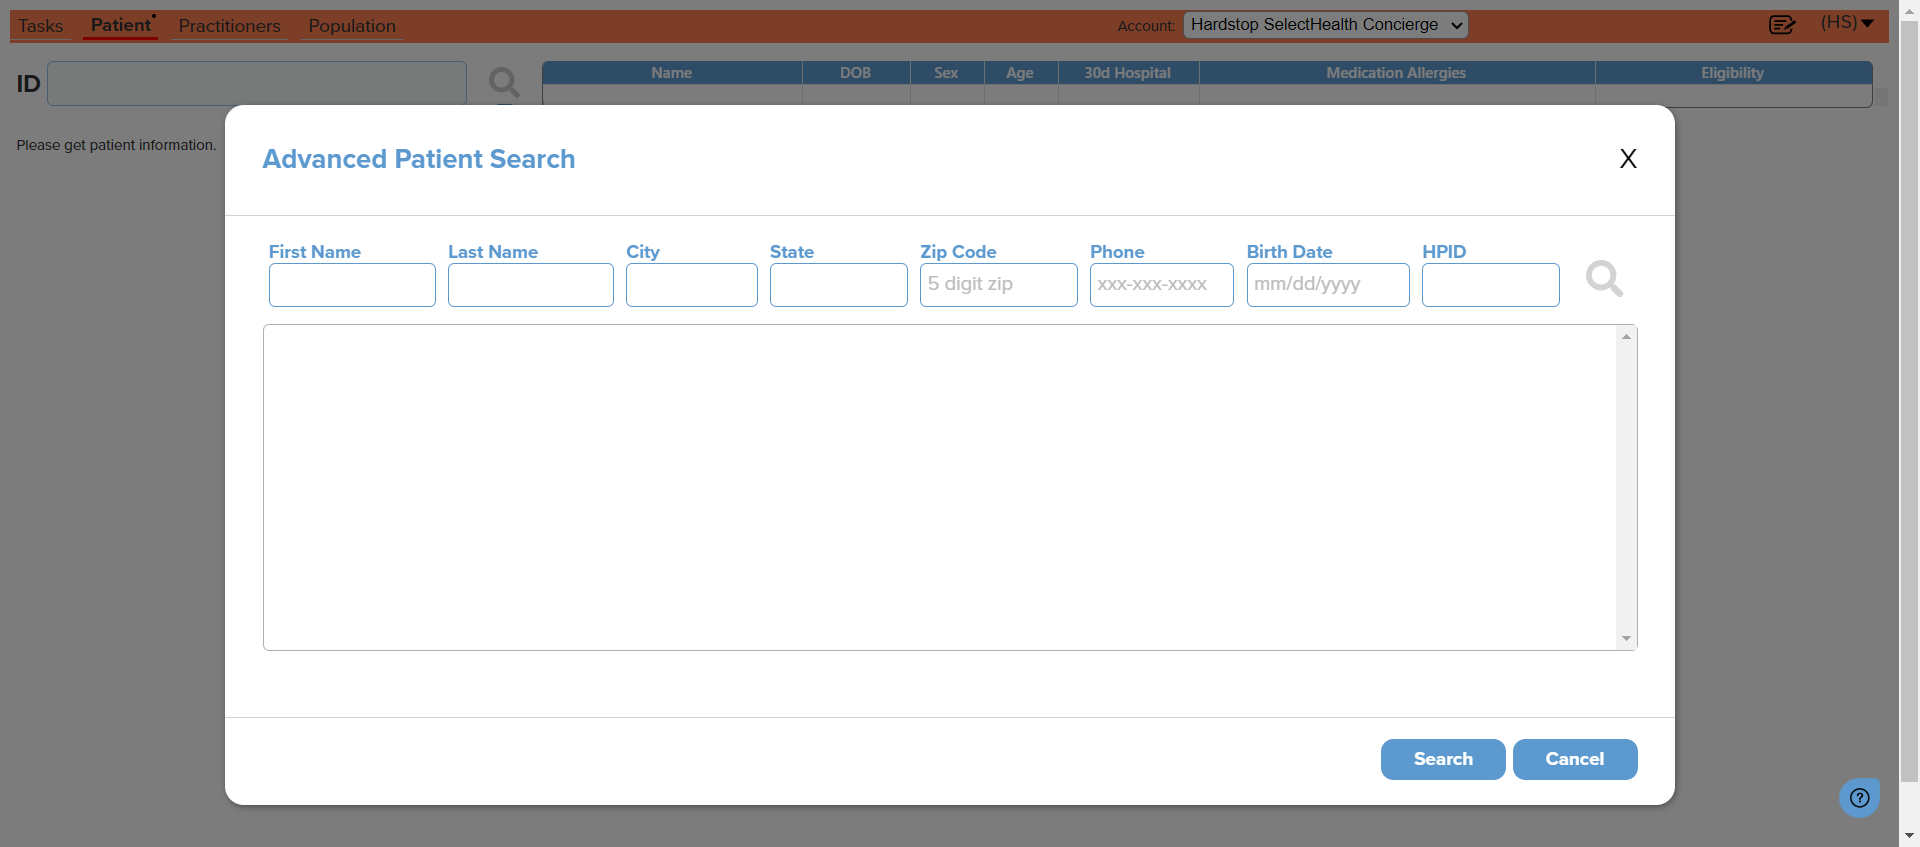 Tasks Patient Practitioners Population Account: Hardstop SelectHealth Concierge (HS)
ID Name DOB Sex Age 30d Hospital Medication Allergies Eligibility
Please get patient information.
Advanced Patient Search X
First Name Last Name City State Zip Code Phone Birth Date HPID
5 digit zip xxx-xxx-xxxx mm/dd/yyyy
Search Cancel
?